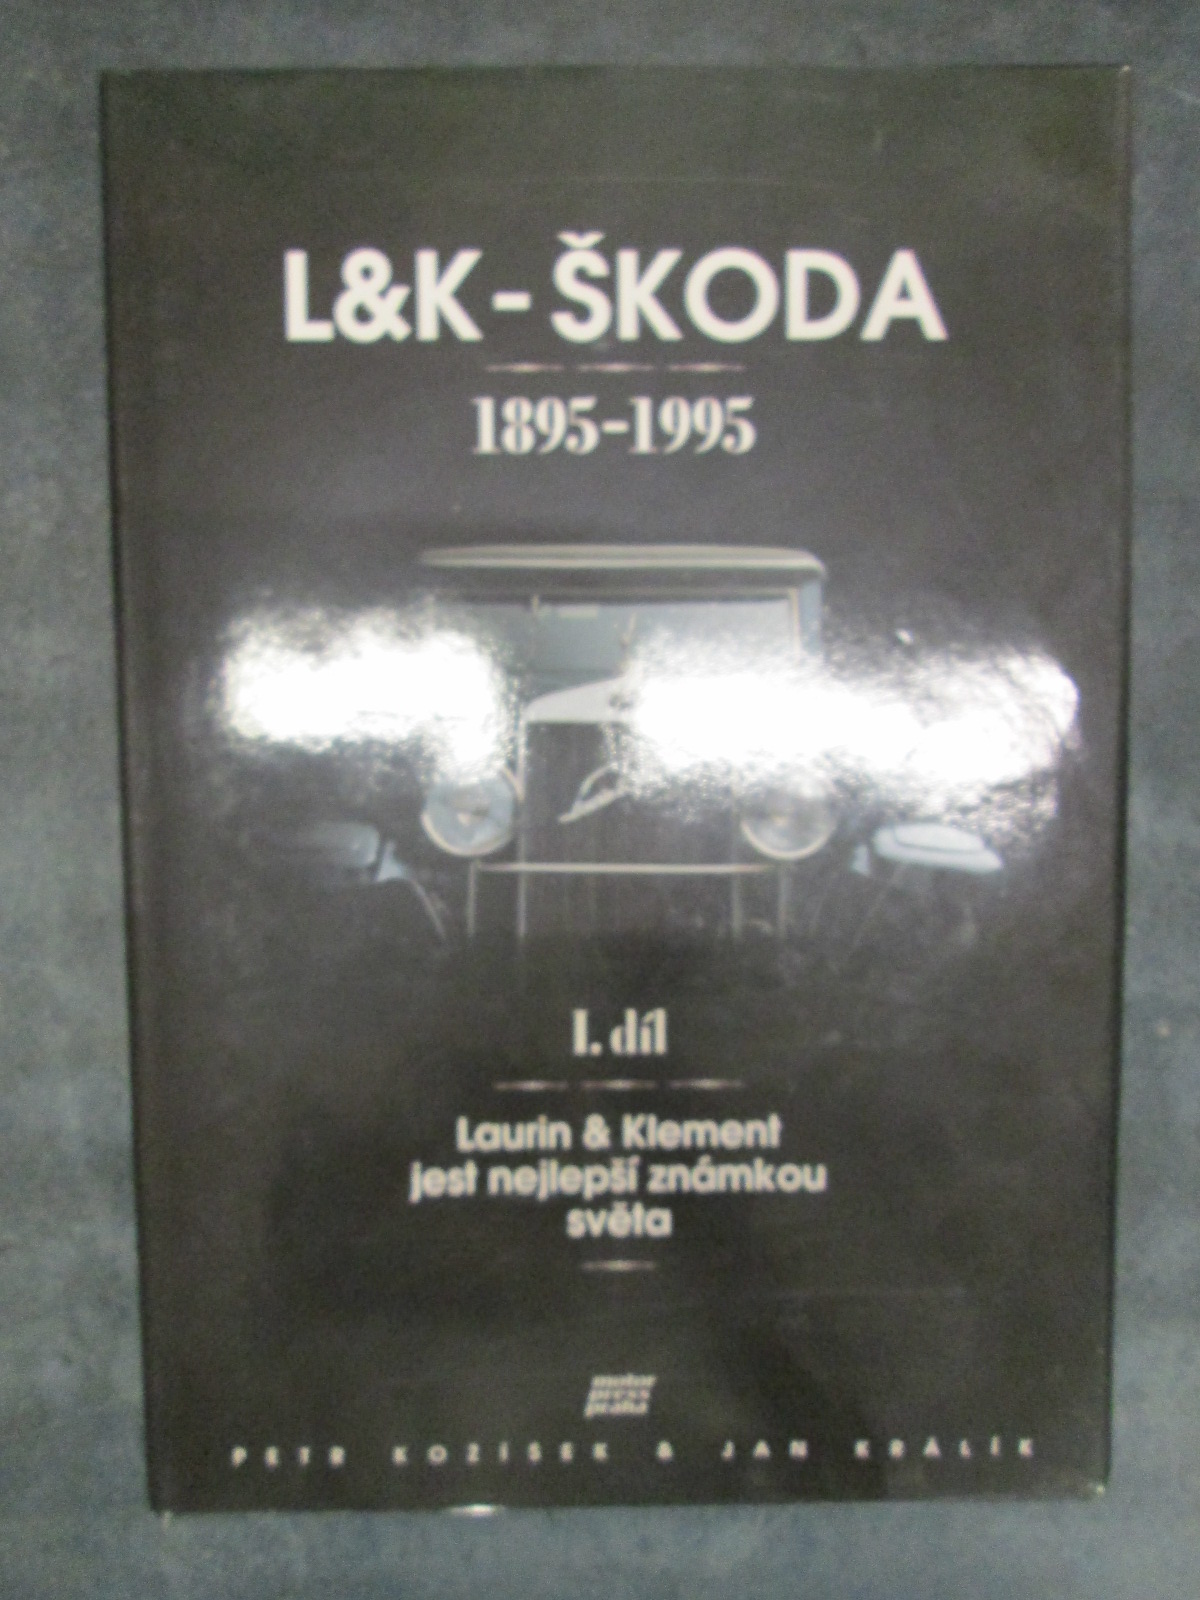 L&K - ŠKODA
1895-1995
I. díl
Laurin & Klement
jest nejlepší známkou
světa
motor
press
praha
PETR KOŽÍŠEK & JAN KRÁLÍK